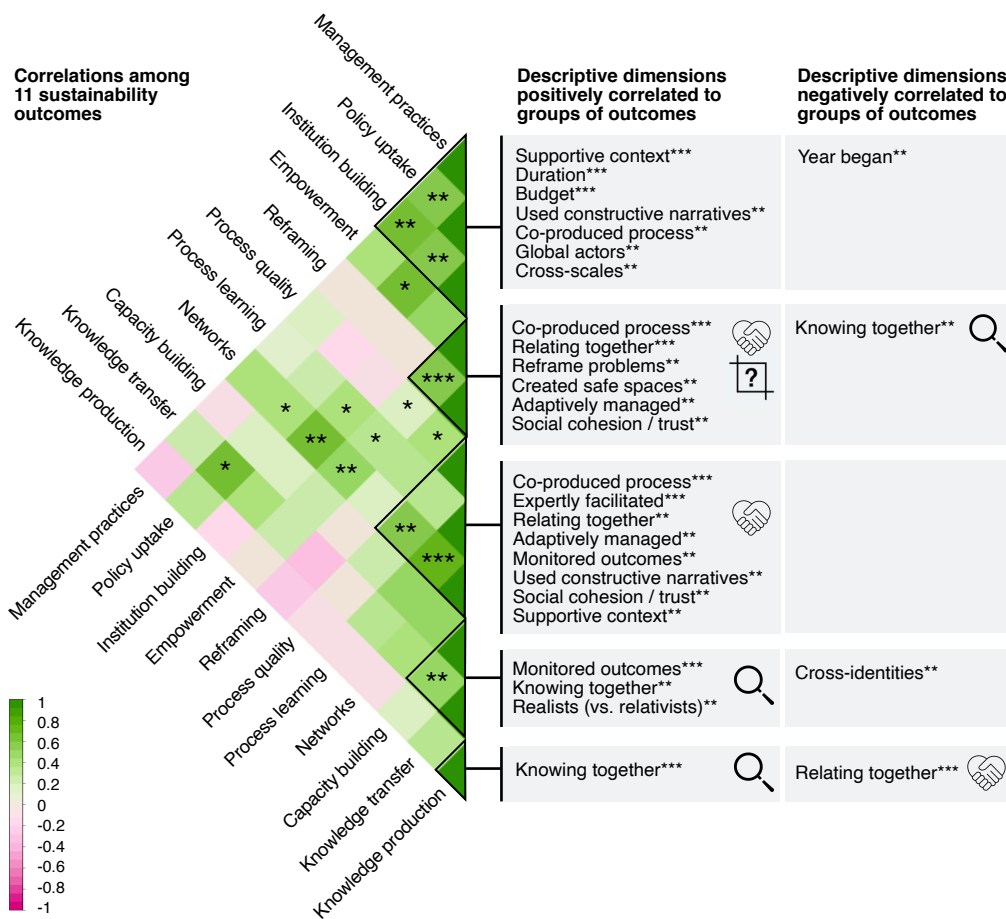 Correlations among
11 sustainability
outcomes
Management practices
Policy uptake
Institution building
Empowerment
Reframing
Process quality
Process learning
Networks
Capacity building
Knowledge transfer
Knowledge production
**
**
**
*
***
*
*
*
*
**
*
*
**
**
***
**
Management practices
Policy uptake
Institution building
Empowerment
Reframing
Process quality
Process learning
Networks
Capacity building
Knowledge transfer
Knowledge production
1
0.8
0.6
0.4
0.2
0
-0.2
-0.4
-0.6
-0.8
-1
Descriptive dimensions
positively correlated to
groups of outcomes
Supportive context***
Duration***
Budget***
Used constructive narratives**
Co-produced process**
Global actors**
Cross-scales**
Co-produced process***
Relating together***
Reframe problems**
Created safe spaces**
Adaptively managed**
Social cohesion / trust**
?
Co-produced process***
Expertly facilitated***
Relating together**
Adaptively managed**
Monitored outcomes**
Used constructive narratives**
Social cohesion / trust**
Supportive context**
Monitored outcomes***
Knowing together**
Realists (vs. relativists)**
Knowing together***
Descriptive dimensions
negatively correlated to
groups of outcomes
Year began**
Knowing together**
Cross-identities**
Relating together***